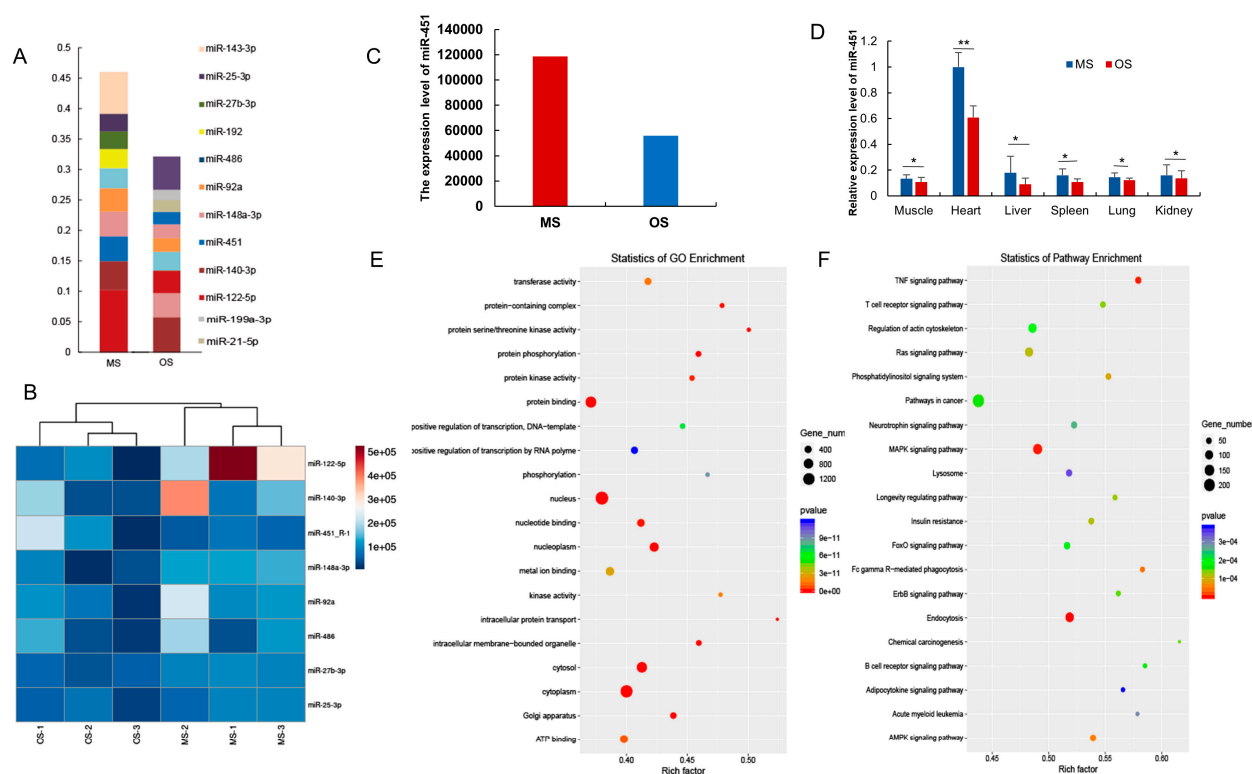 A
0.5
0.45
0.4
0.35
0.3
0.25
0.2
0.15
0.1
0.05
0
MS
OS
miR-143-3p
miR-25-3p
miR-27b-3p
miR-192
miR-486
miR-92a
miR-148a-3p
miR-451
miR-140-3p
miR-122-5p
miR-199a-3p
miR-21-5p
B
miR-122-5p
miR-140-3p
miR-451_R-1
miR-148a-3p
miR-92a
miR-486
miR-27b-3p
miR-25-3p
OS-1
OS-2
OS-3
MS-2
MS-1
MS-3
5e+05
4e+05
3e+05
2e+05
1e+05
C
The expression level of miR-451
140000
120000
100000
80000
60000
40000
20000
0
MS
OS
D
Relative expression level of miR-451
1.2
1
0.8
0.6
0.4
0.2
0
MS
OS
*
**
*
*
*
*
Muscle
Heart
Liver
Spleen
Lung
Kidney
E
Statistics of GO Enrichment
transferase activity
protein-containing complex
protein serine/threonine kinase activity
protein phosphorylation
protein kinase activity
protein binding
positive regulation of transcription, DNA-template
positive regulation of transcription by RNA polyme
phosphorylation
nucleus
nucleotide binding
nucleoplasm
metal ion binding
kinase activity
intracellular protein transport
intracellular membrane-bounded organelle
cytosol
cytoplasm
Golgi apparatus
ATP binding
0.40
0.45
0.50
Rich factor
Gene_num
400
800
1200
pvalue
9e-11
6e-11
3e-11
0e+00
F
Statistics of Pathway Enrichment
TNF signaling pathway
T cell receptor signaling pathway
Regulation of actin cytoskeleton
Ras signaling pathway
Phosphatidylinositol signaling system
Pathways in cancer
Neurotrophin signaling pathway
MAPK signaling pathway
Lysosome
Longevity regulating pathway
Insulin resistance
FoxO signaling pathway
Fc gamma R-mediated phagocytosis
ErbB signaling pathway
Endocytosis
Chemical carcinogenesis
B cell receptor signaling pathway
Adipocytokine signaling pathway
Acute myeloid leukemia
AMPK signaling pathway
0.45
0.50
0.55
0.60
Rich factor
Gene_number
50
100
150
200
pvalue
3e-04
2e-04
1e-04